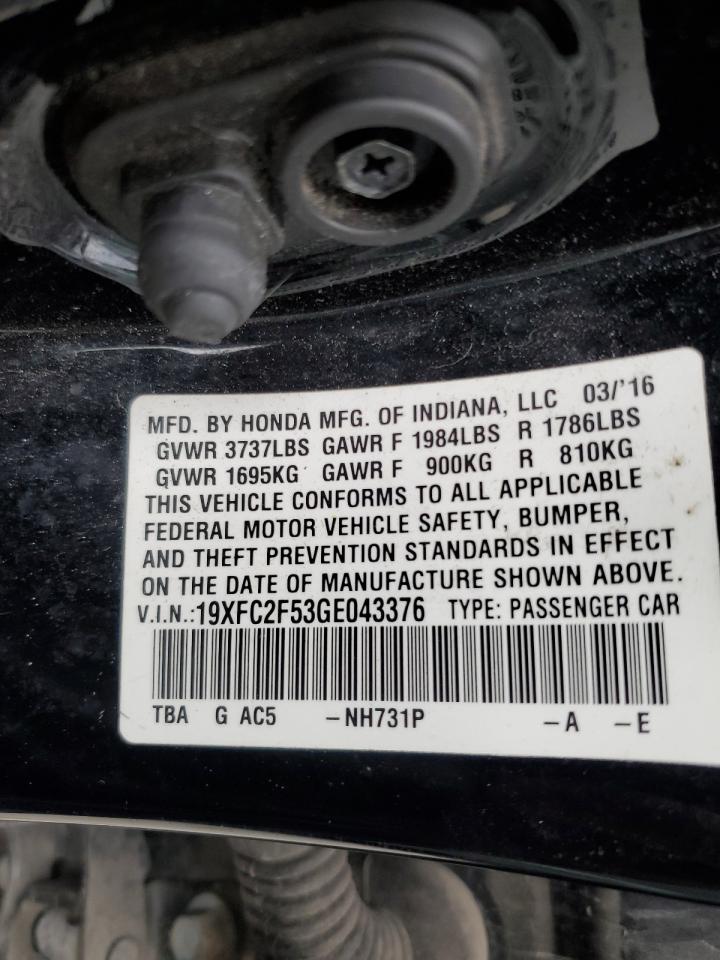 MFD. BY HONDA MFG. OF INDIANA, LLC 03/'16
GVWR 3737LBS GAWR F 1984LBS R 1786LBS
GVWR 1695KG GAWR F 900KG R 810KG
THIS VEHICLE CONFORMS TO ALL APPLICABLE
FEDERAL MOTOR VEHICLE SAFETY, BUMPER,
AND THEFT PREVENTION STANDARDS IN EFFECT
ON THE DATE OF MANUFACTURE SHOWN ABOVE.
V.I.N.:19XFC2F53GE043376 TYPE: PASSENGER CAR
TBA G AC5 –NH731P –A –E